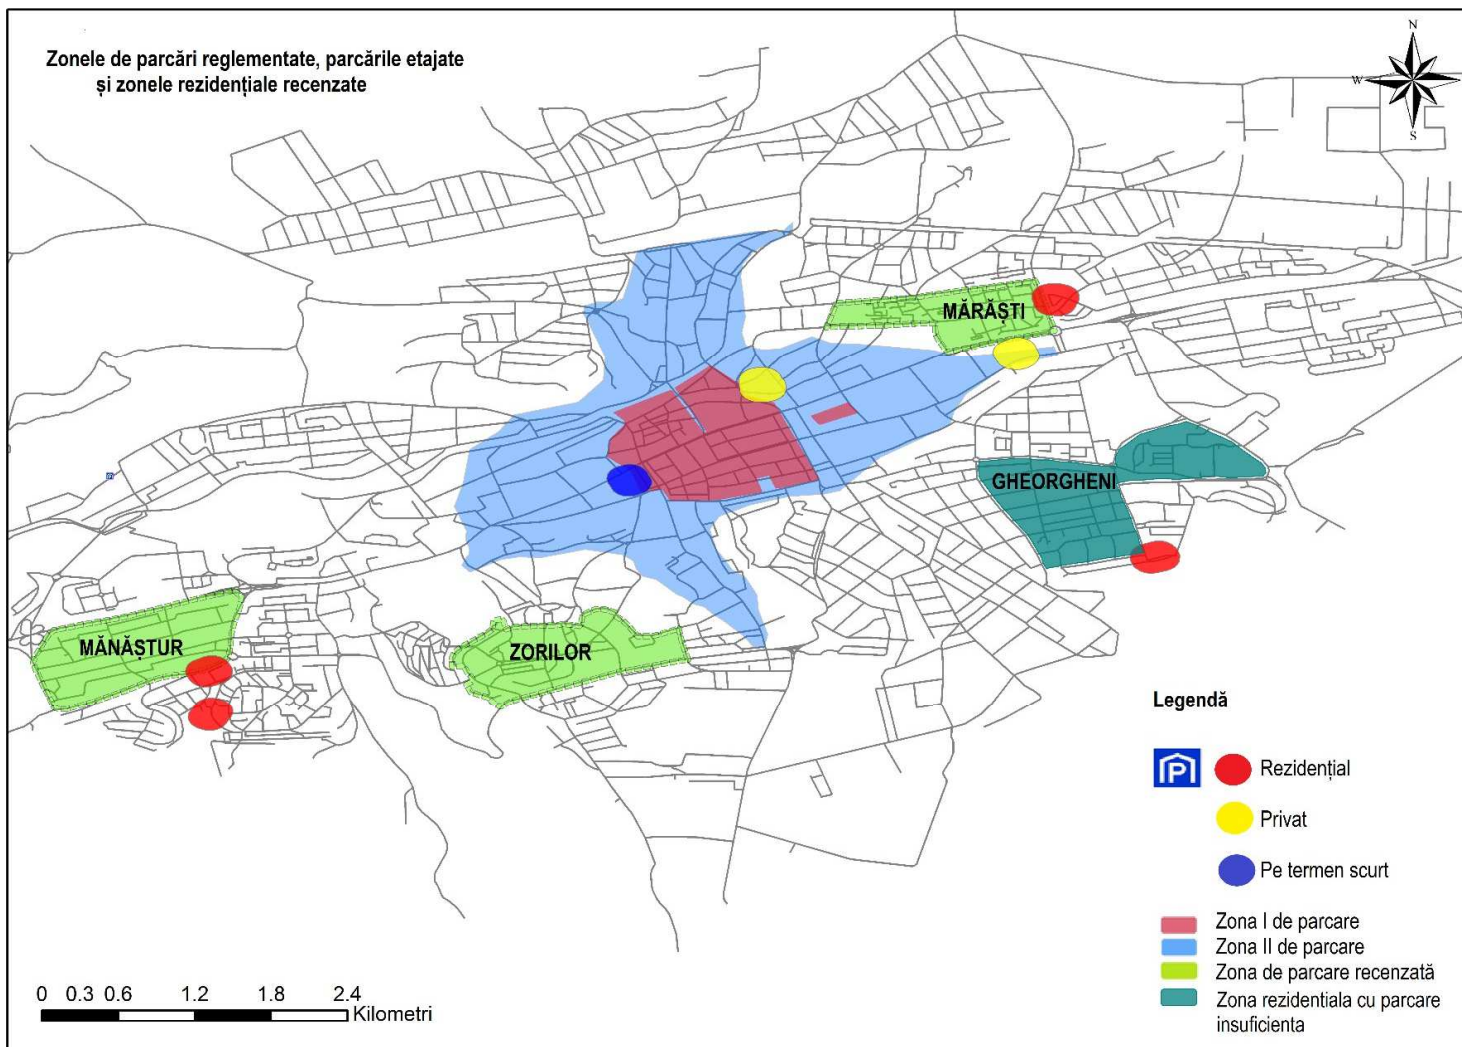 Zonele de parcări reglementate, parcările etajate
și zonele rezidențiale recenzate
N
W
S
MĂRĂȘTI
GHEORGHENI
MĂNĂȘTUR
ZORILOR
Legendă
P
Rezidențial
Privat
Pe termen scurt
Zona I de parcare
Zona II de parcare
Zona de parcare recenzată
Zona rezidentiala cu parcare
insuficienta
0 0.3 0.6 1.2 1.8 2.4
Kilometri